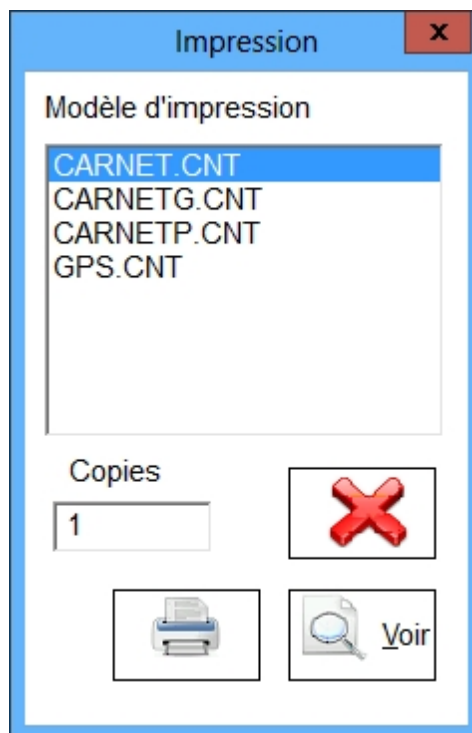 Impression
x
Modèle d'impression
CARNET.CNT
CARNETG.CNT
CARNETP.CNT
GPS.CNT
Copies
1
Voir